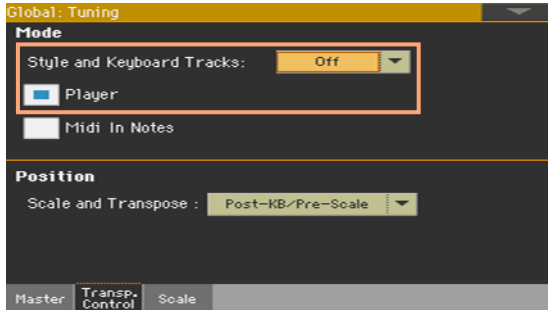 Global: Tuning
Mode
Style and Keyboard Tracks: Off
Player
Midi In Notes
Position
Scale and Transpose : Post-KB/Pre-Scale
Master Transp. Control Scale